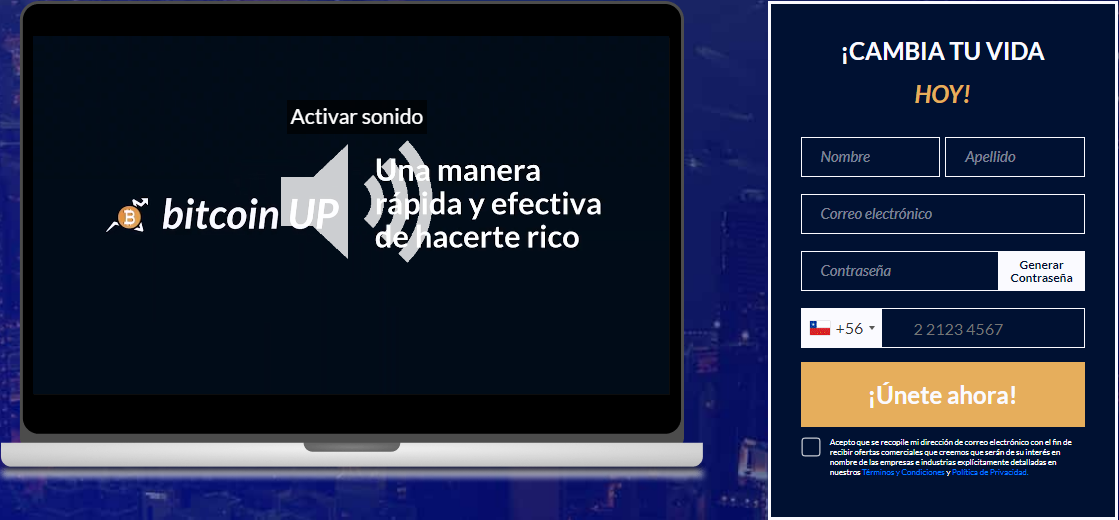 Activar sonido
bitcoin UP
Una manera
rápida y efectiva
de hacerte rico
¡CAMBIA TU VIDA
HOY!
Nombre
Apellido
Correo electrónico
Contraseña
Generar
Contraseña
+56
2 2123 4567
¡Únete ahora!
Acepto que se recopile mi dirección de correo electrónico con el fin de
recibir ofertas comerciales que creemos que serán de su interés en
nombre de las empresas e industrias explícitamente detalladas en
nuestros Términos y Condiciones y Política de Privacidad.